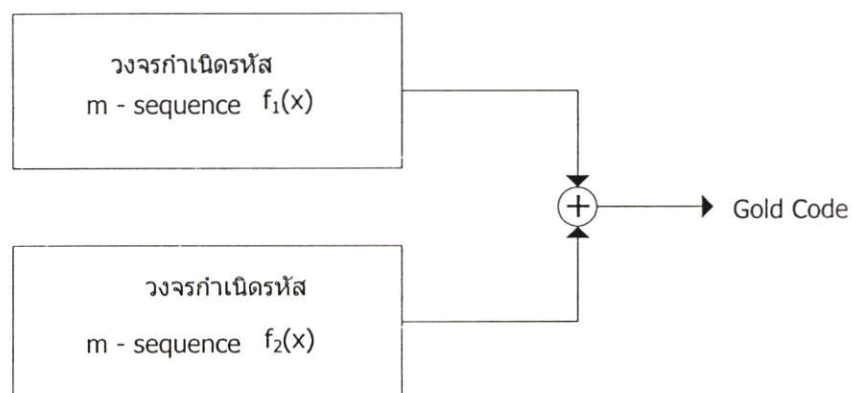 วงจรกำเนิดรหัส
m - sequence f₁(x)
+
Gold Code
วงจรกำเนิดรหัส
m - sequence f₂(x)